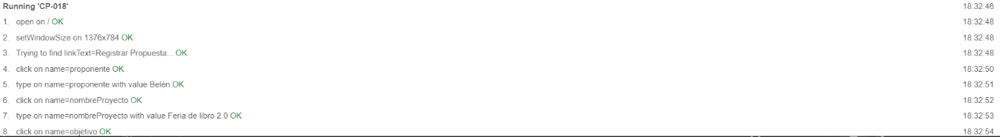 Running 'CP-018' 18:32:46
1. open on / OK 18:32:48
2. setWindowSize on 1376x784 OK 18:32:48
3. Trying to find linkText=Registrar Propuesta... OK 18:32:48
4. click on name=proponente OK 18:32:50
5. type on name=proponente with value Belén OK 18:32:51
6. click on name=nombreProyecto OK 18:32:52
7. type on name=nombreProyecto with value Feria de libro 2.0 OK 18:32:53
8. click on name=objetivo OK 18:32:54